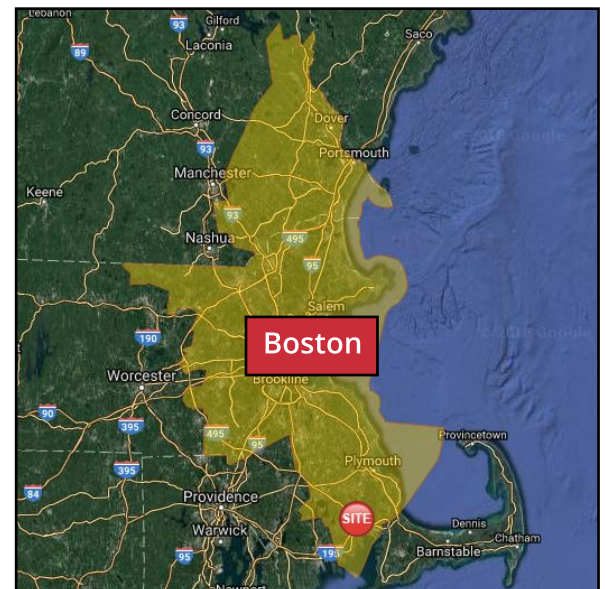 Lebanon
Gilford
93
Laconia
Saco
89
Concord
Dover
93
Portsmouth
Manchester
Keene
93
Nashua
495
95
Salem
190
Boston
Worcester
Brookline
90
395
495
95
Provincetown
395
Plymouth
84
Providence
SITE
Warwick
Dennis
195
Chatham
95
Barnstable
Newport